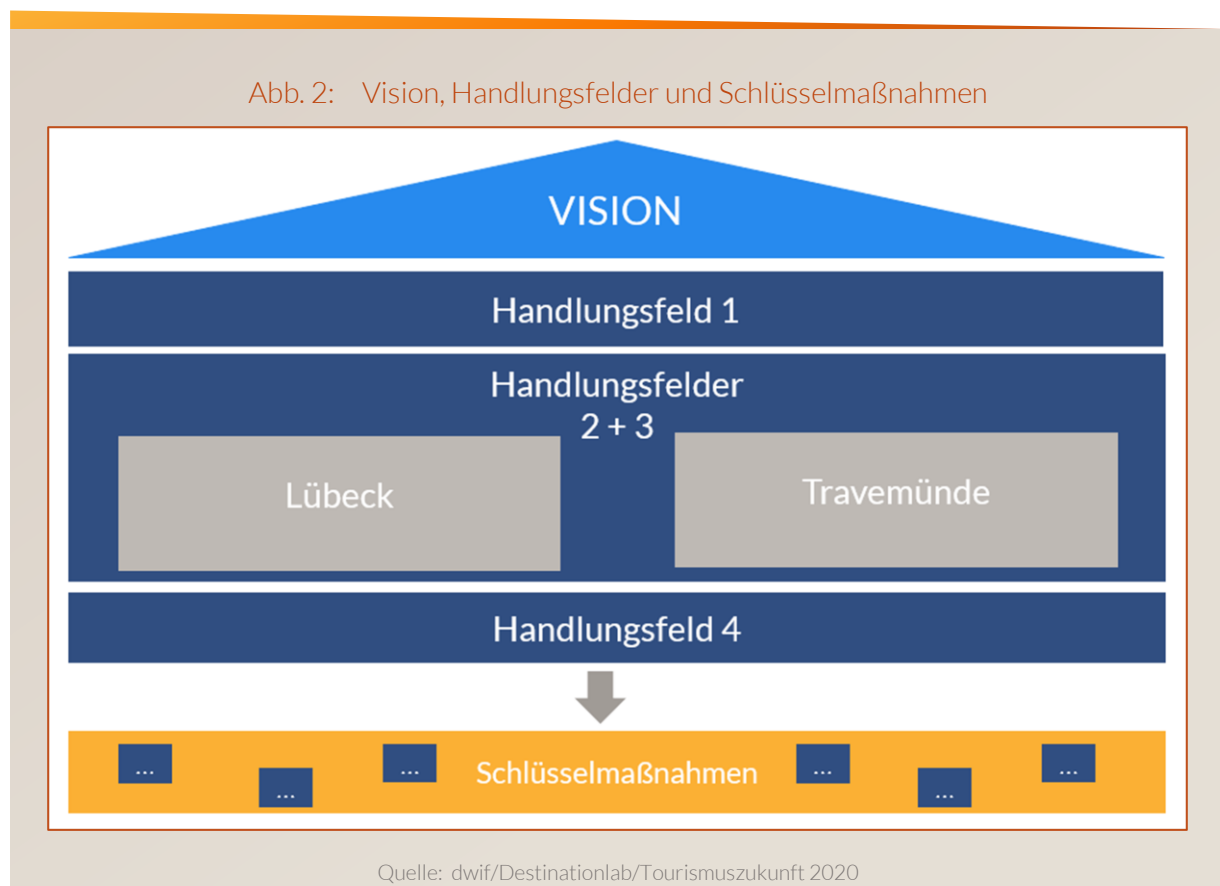 Abb. 2: Vision, Handlungsfelder und Schlüsselmaßnahmen
VISION
Handlungsfeld 1
Handlungsfelder
2 + 3
Lübeck
Travemünde
Handlungsfeld 4
...
...
...
Schlüsselmaßnahmen
...
...
...
Quelle: dwif/Destinationlab/Tourismuszukunft 2020